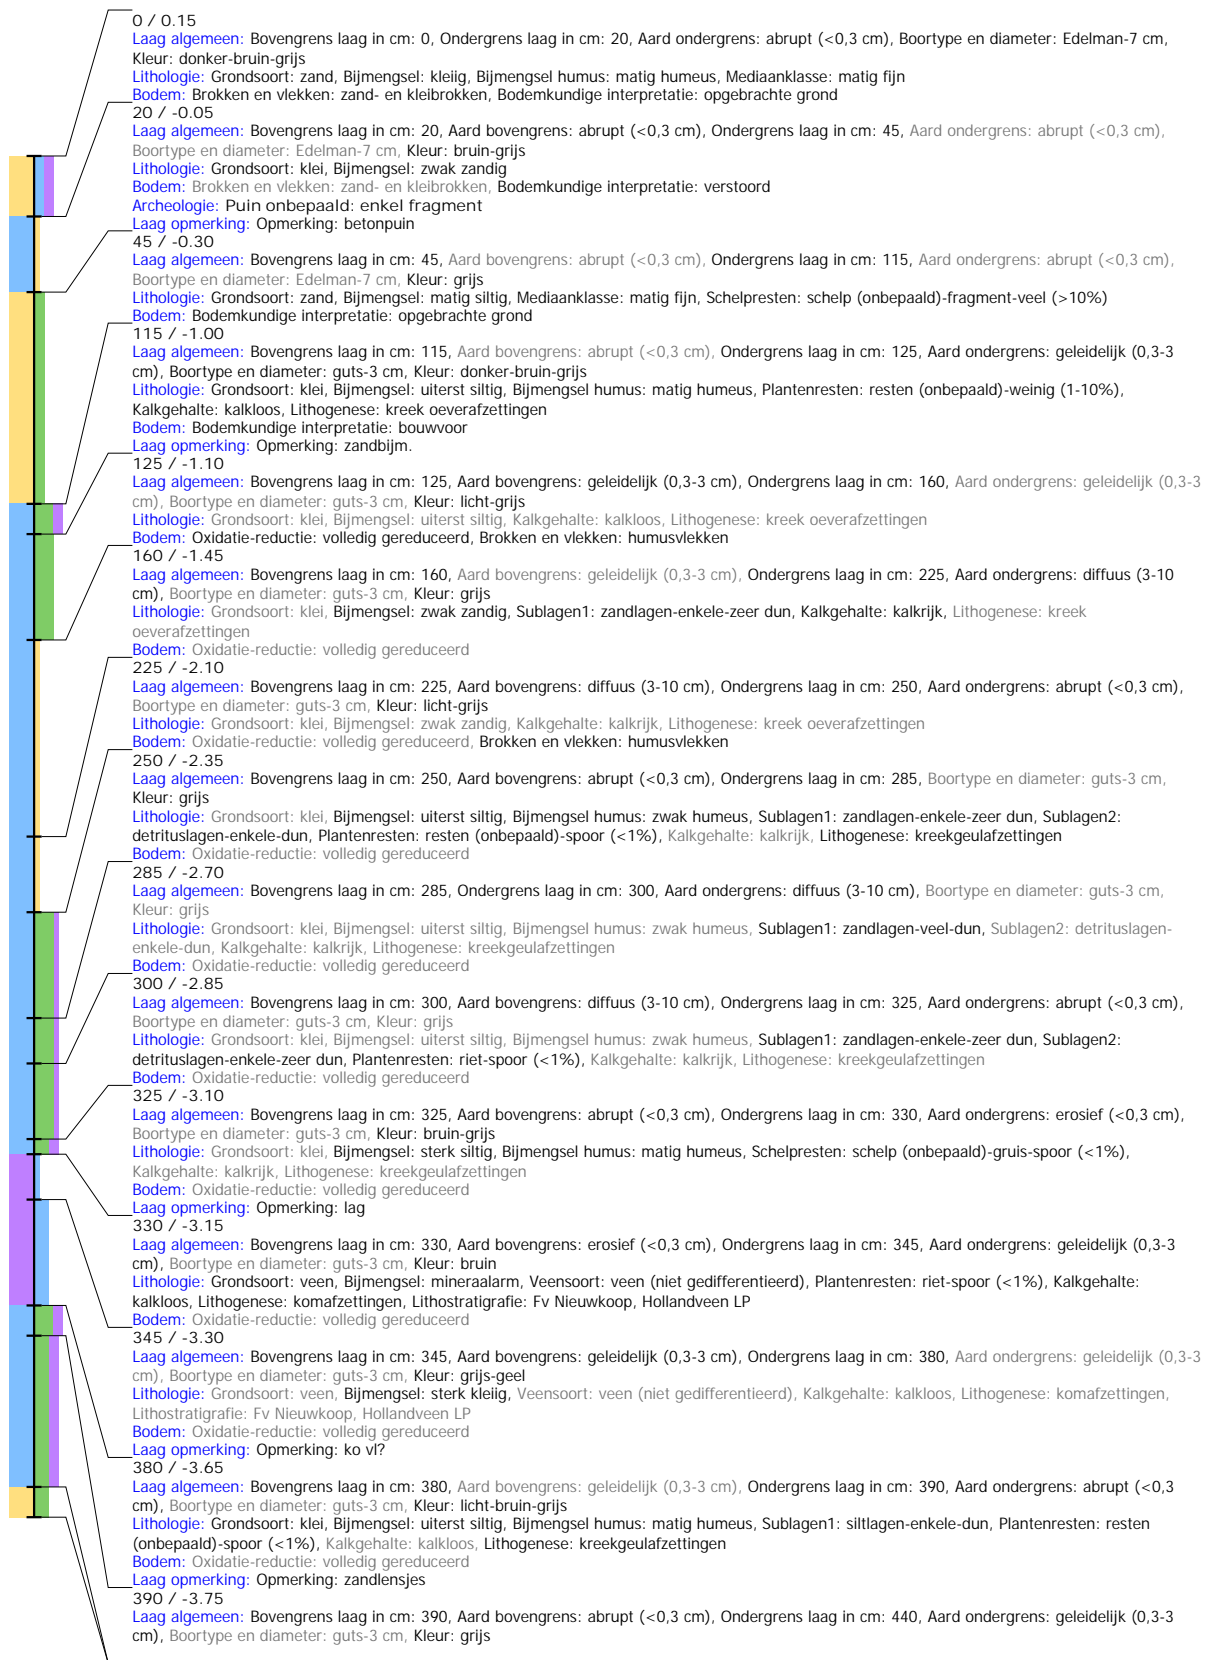 0 / 0.15
Laag algemeen: Bovengrens laag in cm: 0, Ondergrens laag in cm: 20, Aard ondergrens: abrupt (<0,3 cm), Boortype en diameter: Edelman-7 cm,
Kleur: donker-bruin-grijs
Lithologie: Grondsoort: zand, Bijmengsel: kleiig, Bijmengsel humus: matig humeus, Mediaanklasse: matig fijn
Bodem: Brokken en vlekken: zand- en kleibrokken, Bodemkundige interpretatie: opgebrachte grond
20 / -0.05
Laag algemeen: Bovengrens laag in cm: 20, Aard bovengrens: abrupt (<0,3 cm), Ondergrens laag in cm: 45, Aard ondergrens: abrupt (<0,3 cm),
Boortype en diameter: Edelman-7 cm, Kleur: bruin-grijs
Lithologie: Grondsoort: klei, Bijmengsel: zwak zandig
Bodem: Brokken en vlekken: zand- en kleibrokken, Bodemkundige interpretatie: verstoord
Archeologie: Puin onbepaald: enkel fragment
Laag opmerking: Opmerking: betonpuin
45 / -0.30
Laag algemeen: Bovengrens laag in cm: 45, Aard bovengrens: abrupt (<0,3 cm), Ondergrens laag in cm: 115, Aard ondergrens: abrupt (<0,3 cm),
Boortype en diameter: Edelman-7 cm, Kleur: grijs
Lithologie: Grondsoort: zand, Bijmengsel: matig siltig, Mediaanklasse: matig fijn, Schelpresten: schelp (onbepaald)-fragment-veel (>10%)
Bodem: Bodemkundige interpretatie: opgebrachte grond
115 / -1.00
Laag algemeen: Bovengrens laag in cm: 115, Aard bovengrens: abrupt (<0,3 cm), Ondergrens laag in cm: 125, Aard ondergrens: geleidelijk (0,3-3
cm), Boortype en diameter: guts-3 cm, Kleur: donker-bruin-grijs
Lithologie: Grondsoort: klei, Bijmengsel: uiterst siltig, Bijmengsel humus: matig humeus, Plantenresten: resten (onbepaald)-weinig (1-10%),
Kalkgehalte: kalkloos, Lithogenese: kreek oeverafzettingen
Bodem: Bodemkundige interpretatie: bouwvoor
Laag opmerking: Opmerking: zandbijm.
125 / -1.10
Laag algemeen: Bovengrens laag in cm: 125, Aard bovengrens: geleidelijk (0,3-3 cm), Ondergrens laag in cm: 160, Aard ondergrens: geleidelijk (0,3-3
cm), Boortype en diameter: guts-3 cm, Kleur: licht-grijs
Lithologie: Grondsoort: klei, Bijmengsel: uiterst siltig, Kalkgehalte: kalkloos, Lithogenese: kreek oeverafzettingen
Bodem: Oxidatie-reductie: volledig gereduceerd, Brokken en vlekken: humusvlekken
160 / -1.45
Laag algemeen: Bovengrens laag in cm: 160, Aard bovengrens: geleidelijk (0,3-3 cm), Ondergrens laag in cm: 225, Aard ondergrens: diffuus (3-10
cm), Boortype en diameter: guts-3 cm, Kleur: grijs
Lithologie: Grondsoort: klei, Bijmengsel: zwak zandig, Sublagen1: zandlagen-enkele-zeer dun, Kalkgehalte: kalkrijk, Lithogenese: kreek
oeverafzettingen
Bodem: Oxidatie-reductie: volledig gereduceerd
225 / -2.10
Laag algemeen: Bovengrens laag in cm: 225, Aard bovengrens: diffuus (3-10 cm), Ondergrens laag in cm: 250, Aard ondergrens: abrupt (<0,3 cm),
Boortype en diameter: guts-3 cm, Kleur: licht-grijs
Lithologie: Grondsoort: klei, Bijmengsel: zwak zandig, Kalkgehalte: kalkrijk, Lithogenese: kreek oeverafzettingen
Bodem: Oxidatie-reductie: volledig gereduceerd, Brokken en vlekken: humusvlekken
250 / -2.35
Laag algemeen: Bovengrens laag in cm: 250, Aard bovengrens: abrupt (<0,3 cm), Ondergrens laag in cm: 285, Boortype en diameter: guts-3 cm,
Kleur: grijs
Lithologie: Grondsoort: klei, Bijmengsel: uiterst siltig, Bijmengsel humus: zwak humeus, Sublagen1: zandlagen-enkele-zeer dun, Sublagen2:
detrituslagen-enkele-dun, Plantenresten: resten (onbepaald)-spoor (<1%), Kalkgehalte: kalkrijk, Lithogenese: kreekgeulafzettingen
Bodem: Oxidatie-reductie: volledig gereduceerd
285 / -2.70
Laag algemeen: Bovengrens laag in cm: 285, Ondergrens laag in cm: 300, Aard ondergrens: diffuus (3-10 cm), Boortype en diameter: guts-3 cm,
Kleur: grijs
Lithologie: Grondsoort: klei, Bijmengsel: uiterst siltig, Bijmengsel humus: zwak humeus, Sublagen1: zandlagen-veel-dun, Sublagen2: detrituslagen-
enkele-dun, Kalkgehalte: kalkrijk, Lithogenese: kreekgeulafzettingen
Bodem: Oxidatie-reductie: volledig gereduceerd
300 / -2.85
Laag algemeen: Bovengrens laag in cm: 300, Aard bovengrens: diffuus (3-10 cm), Ondergrens laag in cm: 325, Aard ondergrens: abrupt (<0,3 cm),
Boortype en diameter: guts-3 cm, Kleur: grijs
Lithologie: Grondsoort: klei, Bijmengsel: uiterst siltig, Bijmengsel humus: zwak humeus, Sublagen1: zandlagen-enkele-zeer dun, Sublagen2:
detrituslagen-enkele-zeer dun, Plantenresten: riet-spoor (<1%), Kalkgehalte: kalkrijk, Lithogenese: kreekgeulafzettingen
Bodem: Oxidatie-reductie: volledig gereduceerd
325 / -3.10
Laag algemeen: Bovengrens laag in cm: 325, Aard bovengrens: abrupt (<0,3 cm), Ondergrens laag in cm: 330, Aard ondergrens: erosief (<0,3 cm),
Boortype en diameter: guts-3 cm, Kleur: bruin-grijs
Lithologie: Grondsoort: klei, Bijmengsel: sterk siltig, Bijmengsel humus: matig humeus, Schelpresten: schelp (onbepaald)-gruis-spoor (<1%),
Kalkgehalte: kalkrijk, Lithogenese: kreekgeulafzettingen
Bodem: Oxidatie-reductie: volledig gereduceerd
Laag opmerking: Opmerking: lag
330 / -3.15
Laag algemeen: Bovengrens laag in cm: 330, Aard bovengrens: erosief (<0,3 cm), Ondergrens laag in cm: 345, Aard ondergrens: geleidelijk (0,3-3
cm), Boortype en diameter: guts-3 cm, Kleur: bruin
Lithologie: Grondsoort: veen, Bijmengsel: mineraalarm, Veensoort: veen (niet gedifferentieerd), Plantenresten: riet-spoor (<1%), Kalkgehalte:
kalkloos, Lithogenese: komafzettingen, Lithostratigrafie: Fv Nieuwkoop, Hollandveen LP
Bodem: Oxidatie-reductie: volledig gereduceerd
345 / -3.30
Laag algemeen: Bovengrens laag in cm: 345, Aard bovengrens: geleidelijk (0,3-3 cm), Ondergrens laag in cm: 380, Aard ondergrens: geleidelijk (0,3-3
cm), Boortype en diameter: guts-3 cm, Kleur: grijs-geel
Lithologie: Grondsoort: veen, Bijmengsel: sterk kleiig, Veensoort: veen (niet gedifferentieerd), Kalkgehalte: kalkloos, Lithogenese: komafzettingen,
Lithostratigrafie: Fv Nieuwkoop, Hollandveen LP
Bodem: Oxidatie-reductie: volledig gereduceerd
Laag opmerking: Opmerking: ko vl?
380 / -3.65
Laag algemeen: Bovengrens laag in cm: 380, Aard bovengrens: geleidelijk (0,3-3 cm), Ondergrens laag in cm: 390, Aard ondergrens: abrupt (<0,3
cm), Boortype en diameter: guts-3 cm, Kleur: licht-bruin-grijs
Lithologie: Grondsoort: klei, Bijmengsel: uiterst siltig, Bijmengsel humus: matig humeus, Sublagen1: siltlagen-enkele-dun, Plantenresten: resten
(onbepaald)-spoor (<1%), Kalkgehalte: kalkloos, Lithogenese: kreekgeulafzettingen
Bodem: Oxidatie-reductie: volledig gereduceerd
Laag opmerking: Opmerking: zandlensjes
390 / -3.75
Laag algemeen: Bovengrens laag in cm: 390, Aard bovengrens: abrupt (<0,3 cm), Ondergrens laag in cm: 440, Aard ondergrens: geleidelijk (0,3-3
cm), Boortype en diameter: guts-3 cm, Kleur: grijs